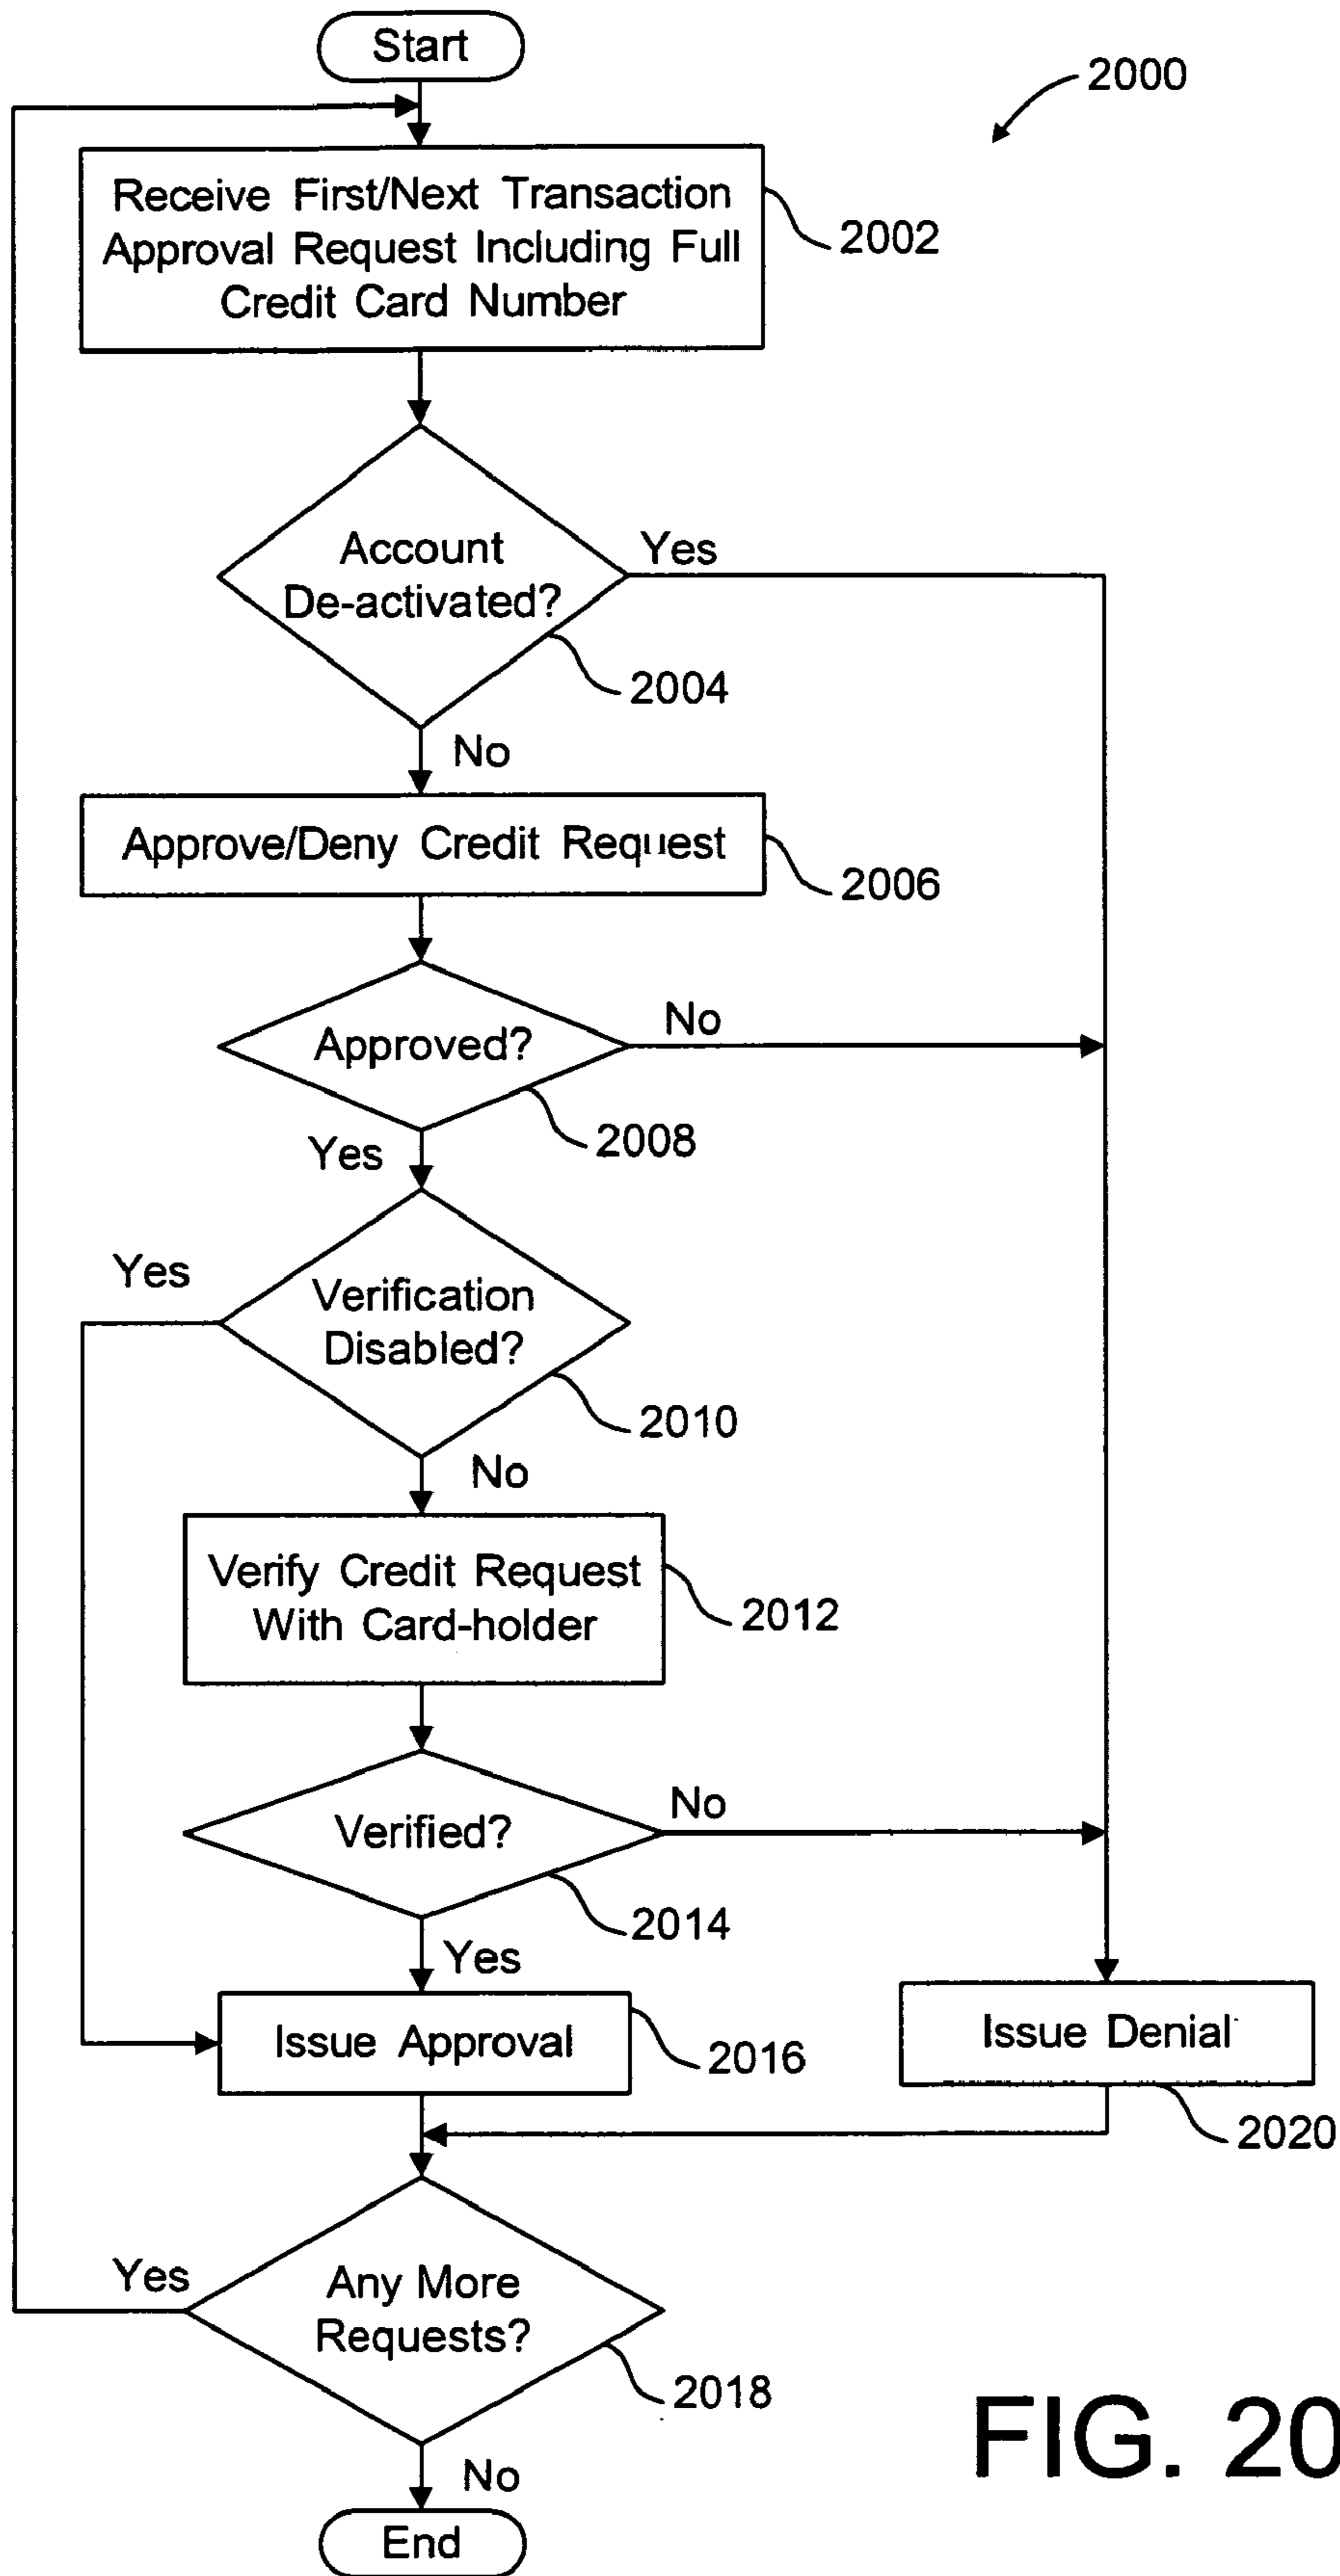 Start
2000
Receive First/Next Transaction
Approval Request Including Full
Credit Card Number
2002
Account
De-activated?
Yes
2004
No
Approve/Deny Credit Request
2006
Approved?
No
2008
Yes
Verification
Disabled?
Yes
2010
No
Verify Credit Request
With Card-holder
2012
Verified?
No
2014
Yes
Issue Approval
2016
Issue Denial
2020
Any More
Requests?
Yes
2018
No
End
FIG. 20